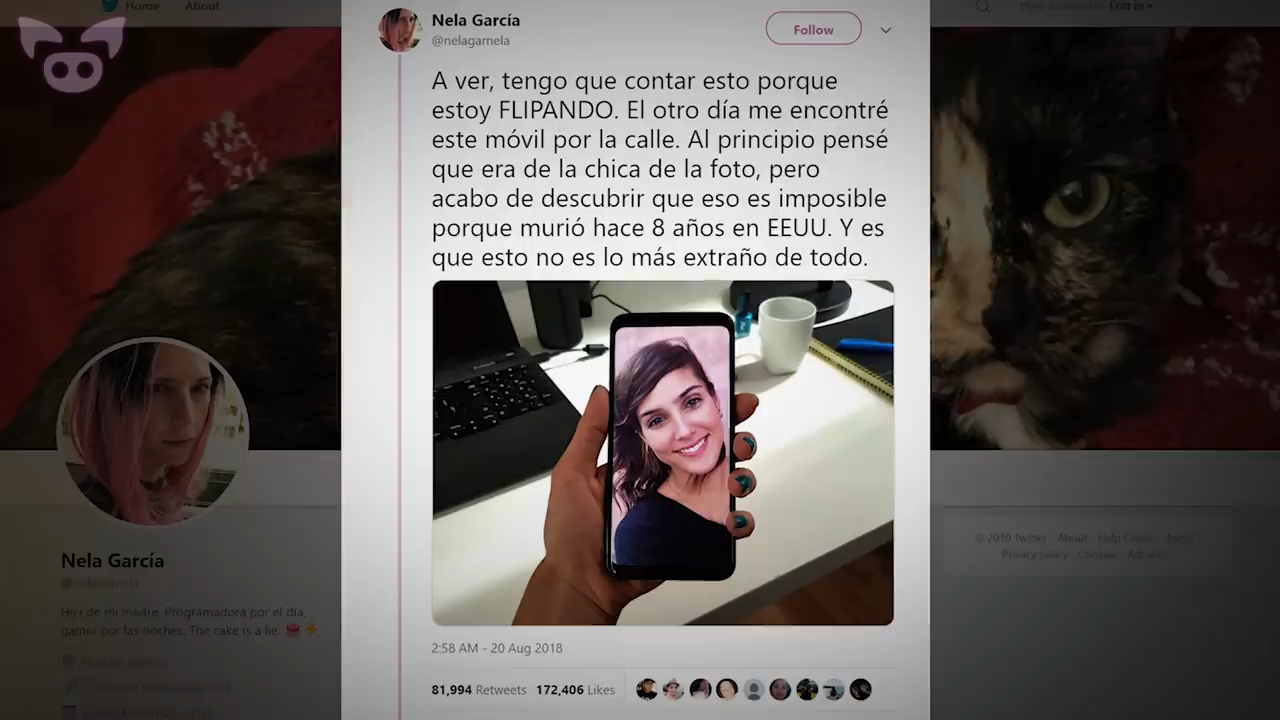 Home About
Nela García
@nelagarnela
Follow
A ver, tengo que contar esto porque
estoy FLIPANDO. El otro día me encontré
este móvil por la calle. Al principio pensé
que era de la chica de la foto, pero
acabo de descubrir que eso es imposible
porque murió hace 8 años en EEUU. Y es
que esto no es lo más extraño de todo.
2:58 AM - 20 Aug 2018
81,994 Retweets 172,406 Likes
Nela García
@nelagarnela
Hija de mi madre. Programadora por el día,
gamer por las noches. The cake is a lie. 🎂⚡
© 2019 Twitter About Help Center Terms
Privacy policy Cookies